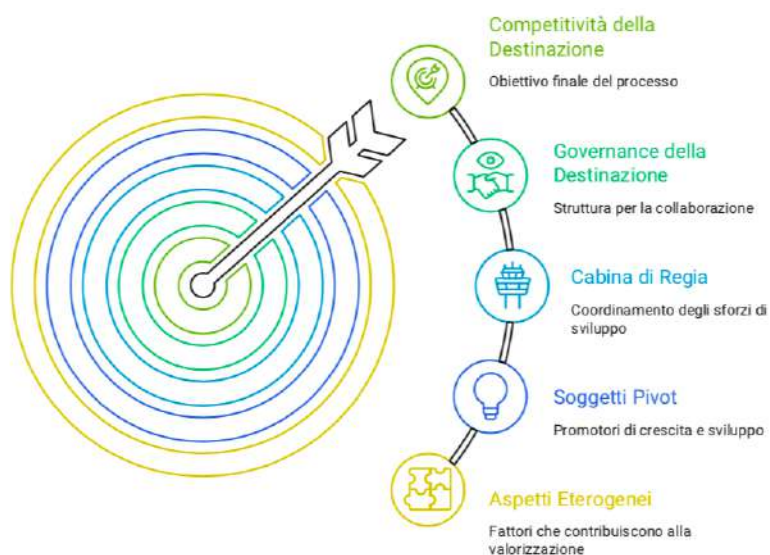 Competitività della
Destinazione
Obiettivo finale del processo
Governance della
Destinazione
Struttura per la collaborazione
Cabina di Regia
Coordinamento degli sforzi di
sviluppo
Soggetti Pivot
Promotori di crescita e sviluppo
Aspetti Eterogenei
Fattori che contribuiscono alla
valorizzazione